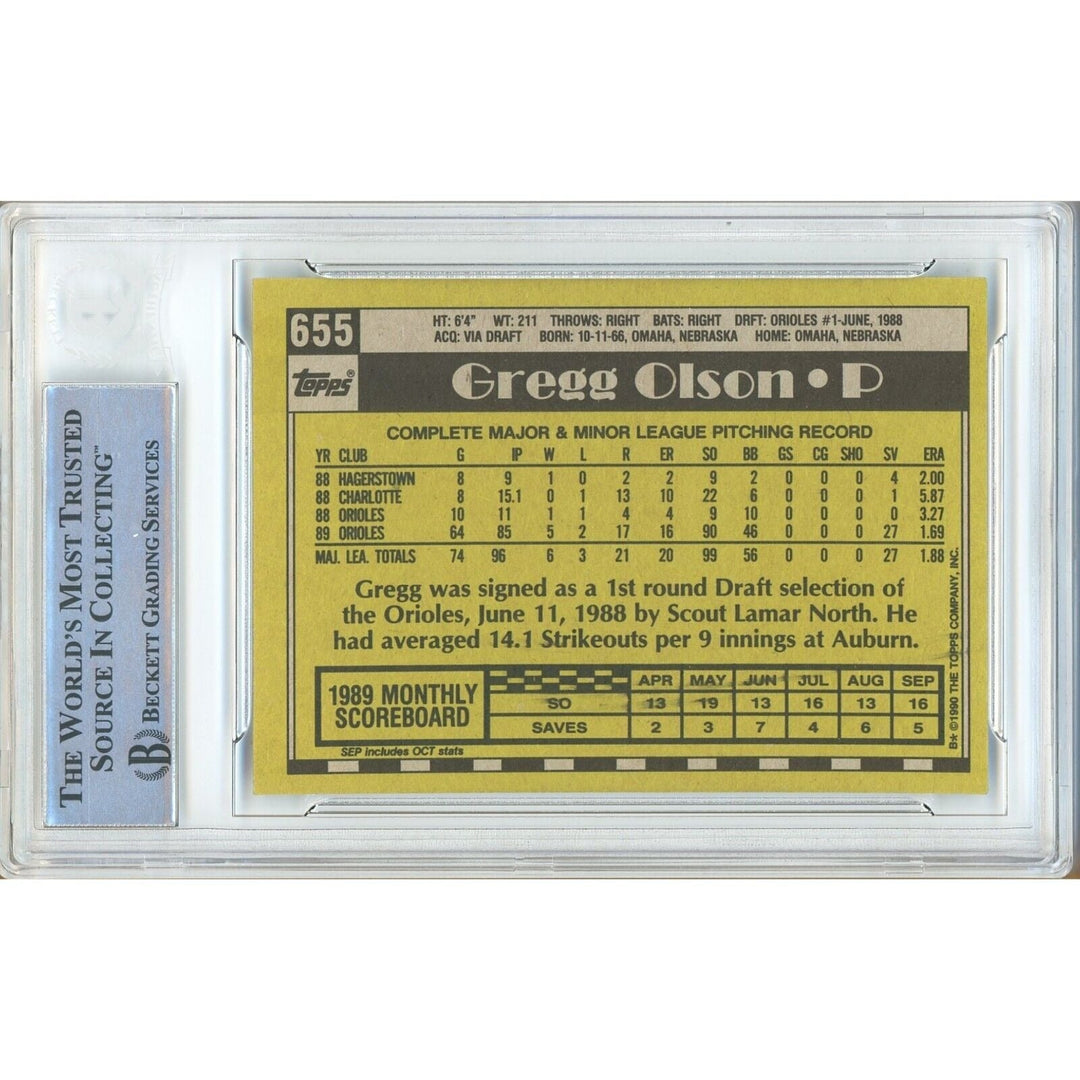 THE WORLD'S MOST TRUSTED
SOURCE IN COLLECTING™
B BECKETT GRADING SERVICES
655
HT: 6'4" WT: 211 THROWS: RIGHT BATS: RIGHT DRFT: ORIOLES #1-JUNE, 1988
ACQ: VIA DRAFT BORN: 10-11-66, OMAHA, NEBRASKA HOME: OMAHA, NEBRASKA
topps®
Gregg Olson • P
COMPLETE MAJOR & MINOR LEAGUE PITCHING RECORD
YR CLUB G IP W L R ER SO BB GS CG SHO SV ERA
88 HAGERSTOWN 8 9 1 0 2 2 9 2 0 0 0 4 2.00
88 CHARLOTTE 8 15.1 0 1 13 10 22 6 0 0 0 1 5.87
88 ORIOLES 10 11 1 1 4 4 9 10 0 0 0 0 3.27
89 ORIOLES 64 85 5 2 17 16 90 46 0 0 0 27 1.69
MAJ. LEA. TOTALS 74 96 6 3 21 20 99 56 0 0 0 27 1.88
Gregg was signed as a 1st round Draft selection of
the Orioles, June 11, 1988 by Scout Lamar North. He
had averaged 14.1 Strikeouts per 9 innings at Auburn.
1989 MONTHLY
SCOREBOARD
APR MAY JUN JUL AUG SEP
SO 13 19 13 16 13 16
SAVES 2 3 7 4 6 5
SEP includes OCT stats
B* ©1990 THE TOPPS COMPANY, INC.